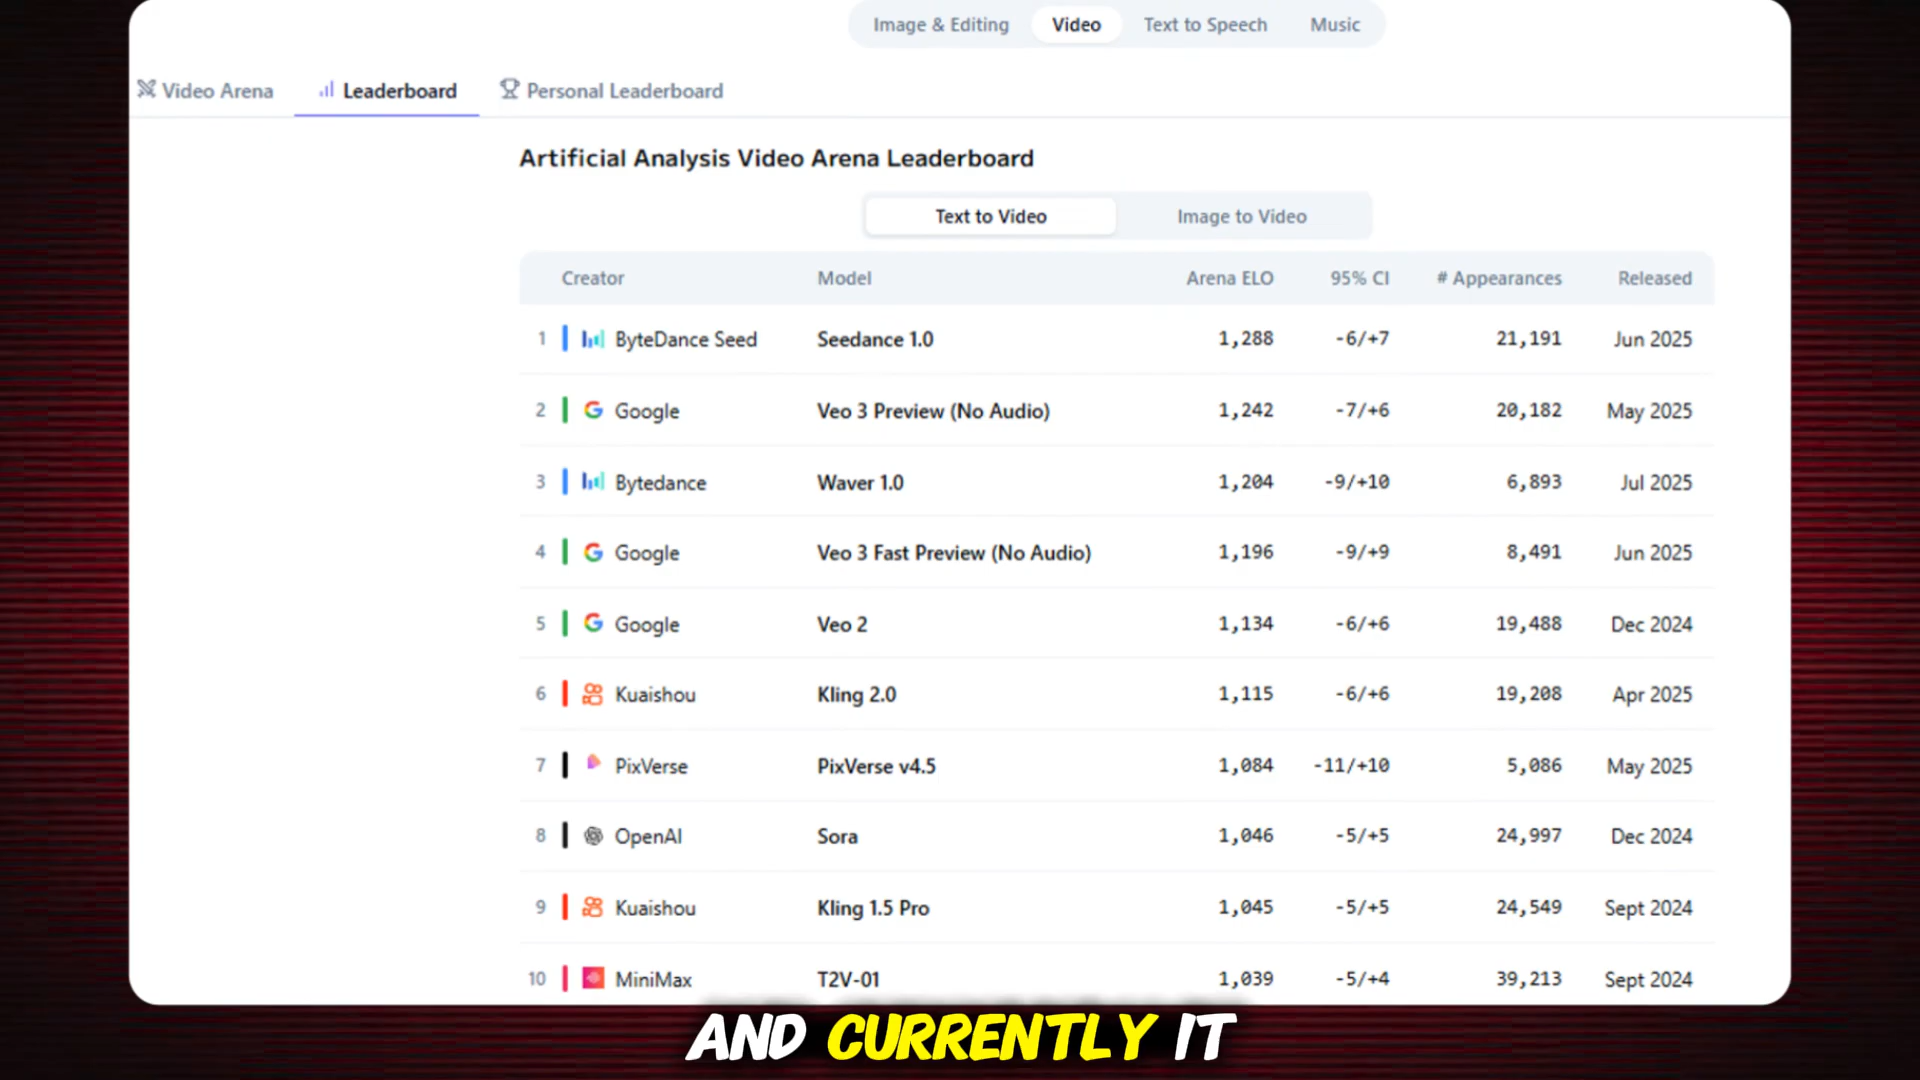 Image & Editing Video Text to Speech Music
Video Arena Leaderboard Personal Leaderboard
Artificial Analysis Video Arena Leaderboard
Text to Video Image to Video
Creator Model Arena ELO 95% CI # Appearances Released
1 ByteDance Seed Seedance 1.0 1,288 -6/+7 21,191 Jun 2025
2 Google Veo 3 Preview (No Audio) 1,242 -7/+6 20,182 May 2025
3 Bytedance Waver 1.0 1,204 -9/+10 6,893 Jul 2025
4 Google Veo 3 Fast Preview (No Audio) 1,196 -9/+9 8,491 Jun 2025
5 Google Veo 2 1,134 -6/+6 19,488 Dec 2024
6 Kuaishou Kling 2.0 1,115 -6/+6 19,208 Apr 2025
7 PixVerse PixVerse v4.5 1,084 -11/+10 5,086 May 2025
8 OpenAI Sora 1,046 -5/+5 24,997 Dec 2024
9 Kuaishou Kling 1.5 Pro 1,045 -5/+5 24,549 Sept 2024
10 MiniMax T2V-01 1,039 -5/+4 39,213 Sept 2024
AND CURRENTLY IT